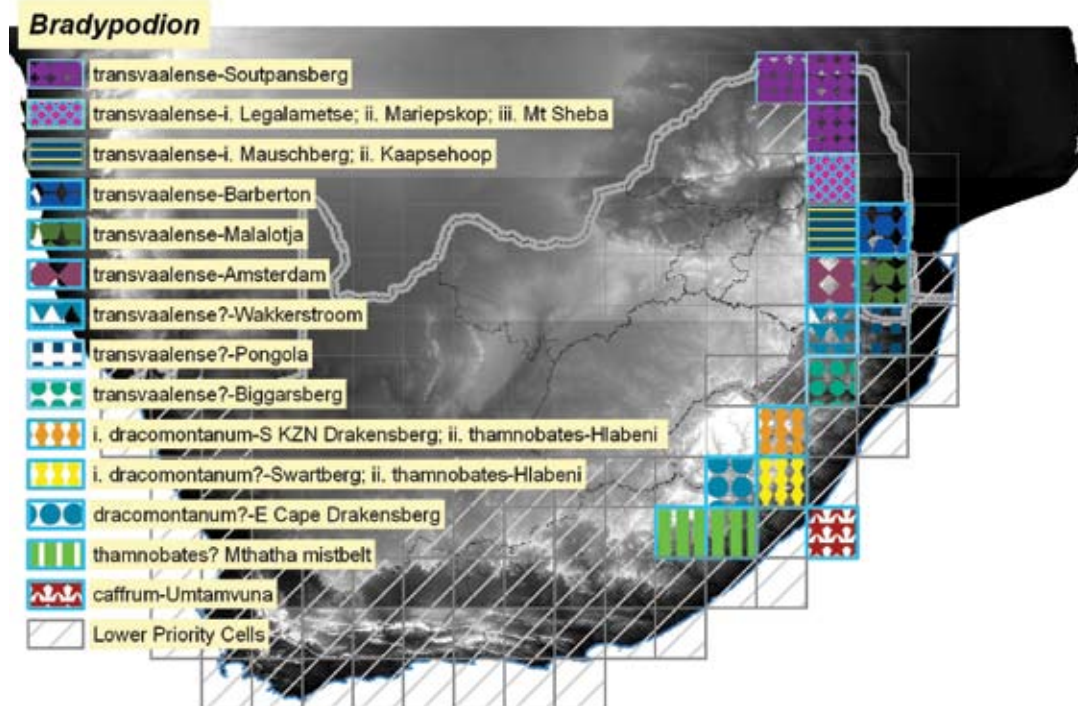 Bradypodion
transvaalense-Soutpansberg
transvaalense-i. Legalametse; ii. Mariepskop; iii. Mt Sheba
transvaalense-i. Mauschberg; ii. Kaapsehoop
transvaalense-Barberton
transvaalense-Malalotja
transvaalense-Amsterdam
transvaalense?-Wakkerstroom
transvaalense?-Pongola
transvaalense?-Biggarsberg
i. dracomontanum-S KZN Drakensberg; ii. thamnobates-Hlabeni
i. dracomontanum?-Swartberg; ii. thamnobates-Hlabeni
dracomontanum?-E Cape Drakensberg
thamnobates? Mthatha mistbelt
caffrum-Umtamvuna
Lower Priority Cells